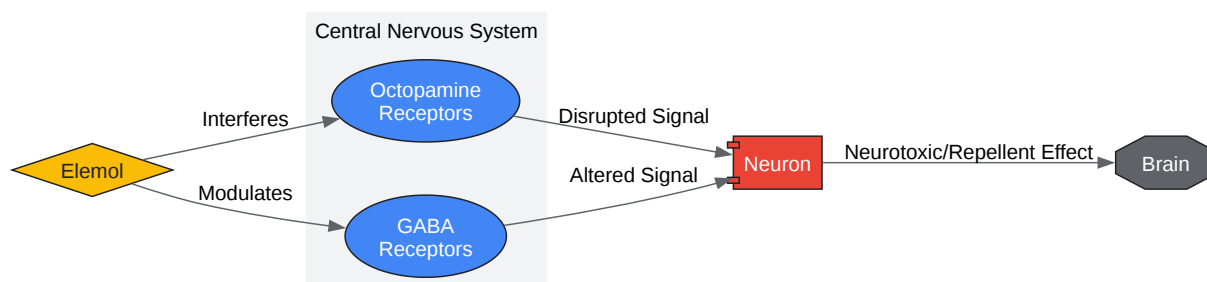 Central Nervous System
Octopamine
Receptors
Interferes
Disrupted Signal
Elemol
Neuron
Neurotoxic/Repellent Effect
Brain
Modulates
Altered Signal
GABA
Receptors